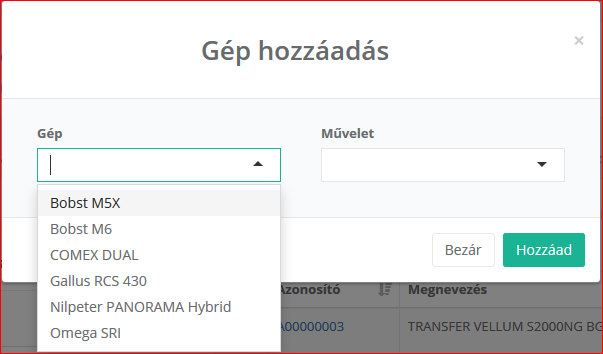 Gép hozzáadás
×
Gép
Művelet
Bobst M5X
Bobst M6
COMEX DUAL
Gallus RCS 430
Nilpeter PANORAMA Hybrid
Omega SRI
Bezár
Hozzáad
Azonosító
Megnevezés
A00000003
TRANSFER VELLUM S2000NG BG